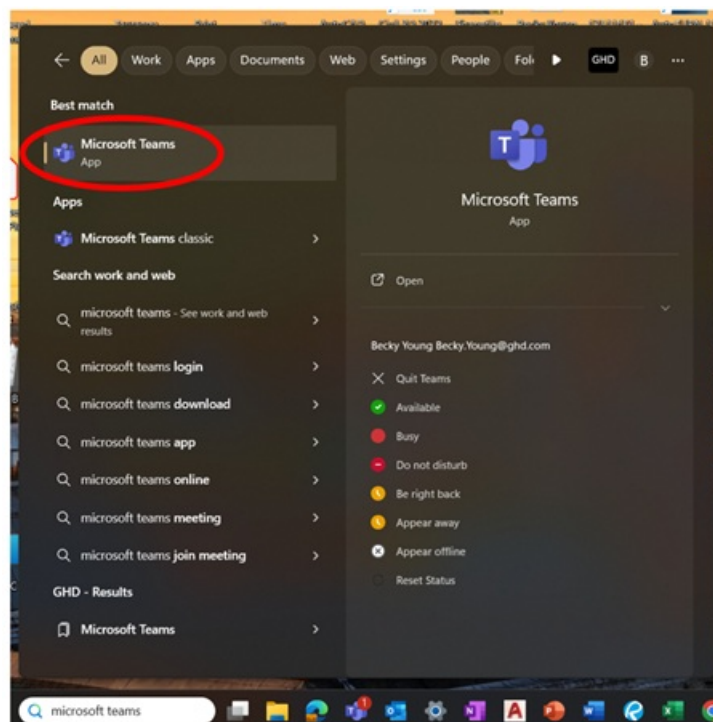 All Work Apps Documents Web Settings People GHD B ...
Best match
Microsoft Teams
App
Apps
Microsoft Teams classic
Search work and web
microsoft teams - See work and web
results
microsoft teams login
microsoft teams download
microsoft teams app
microsoft teams online
microsoft teams meeting
microsoft teams join meeting
GHD - Results
Microsoft Teams
T
Microsoft Teams
App
Open
Becky Young Becky.Young@ghd.com
Quit Teams
Available
Busy
Do not disturb
Be right back
Appear away
Appear offline
Reset Status
microsoft teams